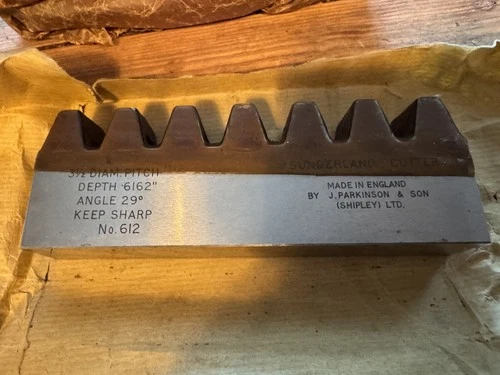 3½ DIAM. PITCH
DEPTH ·6162"
ANGLE 29°
KEEP SHARP
No. 612
SUNDERLAND CUTTER
MADE IN ENGLAND
BY J. PARKINSON & SON
(SHIPLEY) LTD.